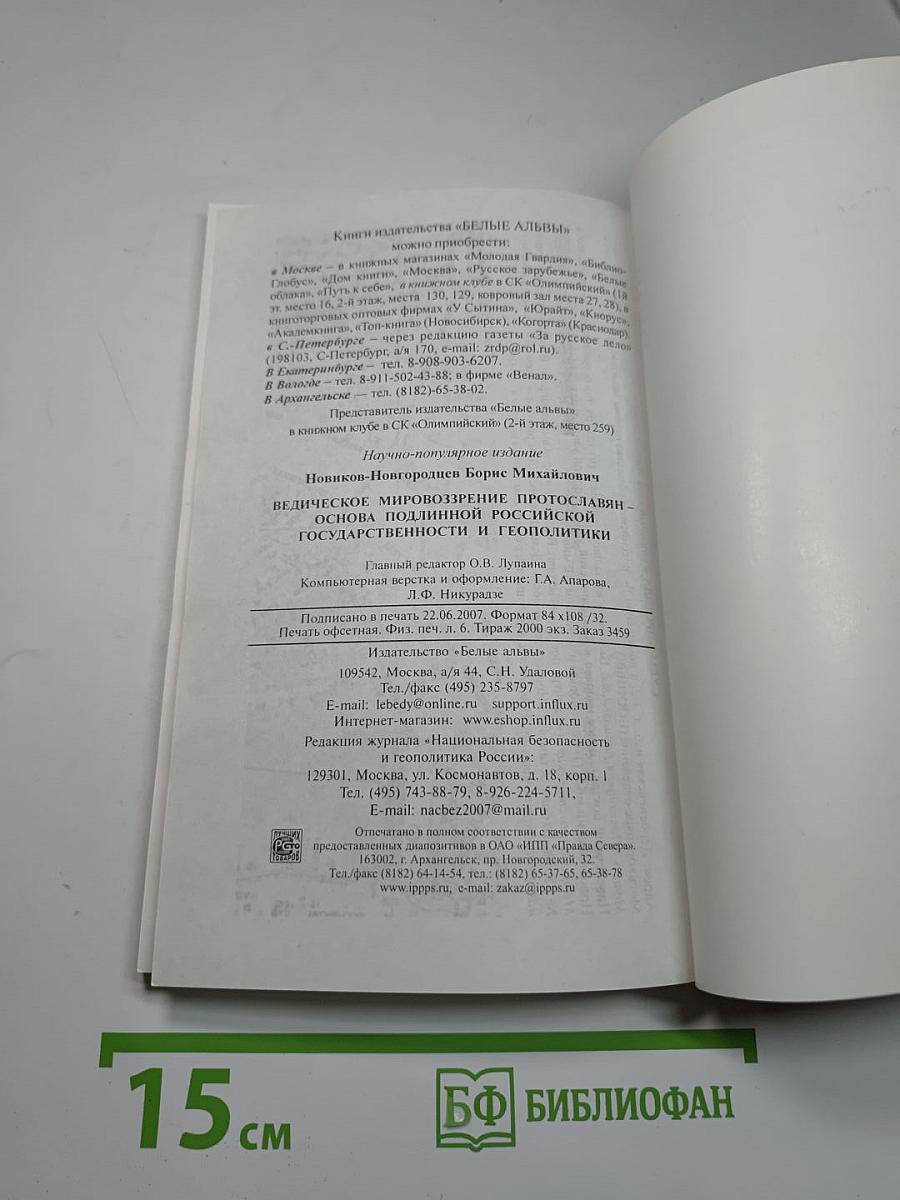 Книги издательства «БЕЛЫЕ АЛЬВЫ»
можно приобрести:
в Москве – в книжных магазинах «Молодая Гвардия», «Библио-
Глобус», «Дом книги», «Москва», «Русское зарубежье», «Белые
облака», «Путь к себе», в книжном клубе в СК «Олимпийский» (1й
эт. место 16, 2-й этаж, места 130, 129, ковровый зал места 27, 28), в
книготорговых оптовых фирмах «У Сытина», «Юрайт», «Кнорус»,
«Академкнига», «Топ-книга» (Новосибирск), «Когорта» (Краснодар).
в С.-Петербурге – через редакцию газеты «За русское дело»
(198103, С-Петербург, а/я 170, e-mail: zrdp@rol.ru).
В Екатеринбурге – тел. 8-908-903-6207.
В Вологде – тел. 8-911-502-43-88; в фирме «Венал».
В Архангельске — тел. (8182)-65-38-02.
Представитель издательства «Белые альвы»
в книжном клубе в СК «Олимпийский» (2-й этаж, место 259)
Научно-популярное издание
Новиков-Новгородцев Борис Михайлович
ВЕДИЧЕСКОЕ МИРОВОЗЗРЕНИЕ ПРОТОСЛАВЯН –
ОСНОВА ПОДЛИННОЙ РОССИЙСКОЙ
ГОСУДАРСТВЕННОСТИ И ГЕОПОЛИТИКИ
Главный редактор О.В. Лупаина
Компьютерная верстка и оформление: Г.А. Апарова,
Л.Ф. Никурадзе
Подписано в печать 22.06.2007. Формат 84 х108 /32.
Печать офсетная. Физ. печ. л. 6. Тираж 2000 экз. Заказ 3459
Издательство «Белые альвы»
109542, Москва, а/я 44, С.Н. Удаловой
Тел./факс (495) 235-8797
E-mail: lebedy@online.ru support.influx.ru
Интернет-магазин: www.eshop.influx.ru
Редакция журнала «Национальная безопасность
и геополитика России»:
129301, Москва, ул. Космонавтов, д. 18, корп. 1
Тел. (495) 743-88-79, 8-926-224-5711,
E-mail: nacbez2007@mail.ru
ЛУЧШИХ
СТО
ТОВАРОВ
Отпечатано в полном соответствии с качеством
предоставленных диапозитивов в ОАО «ИПП «Правда Севера».
163002, г. Архангельск, пр. Новгородский, 32.
Тел./факс (8182) 64-14-54, тел.: (8182) 65-37-65, 65-38-78
www.ippps.ru, e-mail: zakaz@ippps.ru
15 см
БФ БИБЛИОФАН